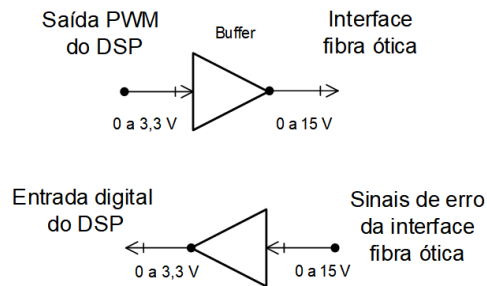 Saída PWM
do DSP
Buffer
Interface
fibra ótica
0 a 3,3 V
0 a 15 V
Entrada digital
do DSP
Sinais de erro
da interface
fibra ótica
0 a 3,3 V
0 a 15 V